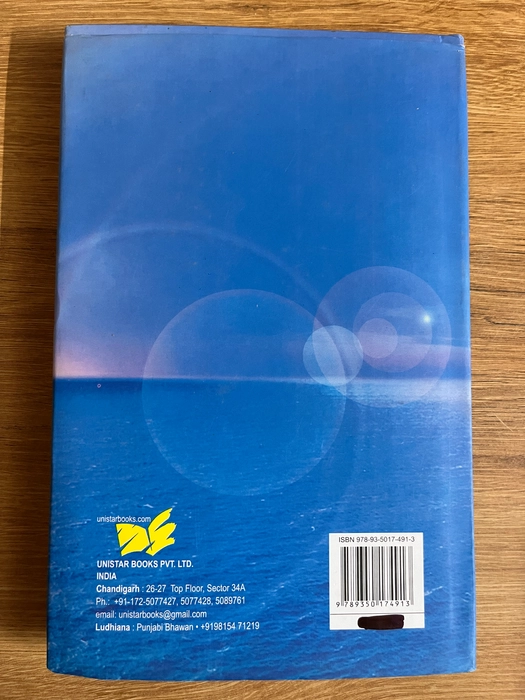 unistarbooks.com
UNISTAR BOOKS PVT. LTD.
INDIA
Chandigarh : 26-27 Top Floor, Sector 34A
Ph.: +91-172-5077427, 5077428, 5089761
email: unistarbooks@gmail.com
Ludhiana : Punjabi Bhawan • +9198154 71219
ISBN 978-93-5017-491-3
9 789350 174913